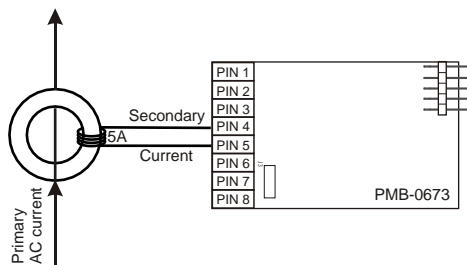 PIN 1
PIN 2
PIN 3
Secondary
PIN 4
5A
PIN 5
Current
PIN 6
J3
PIN 7
PIN 8
PMB-0673
Primary
AC current